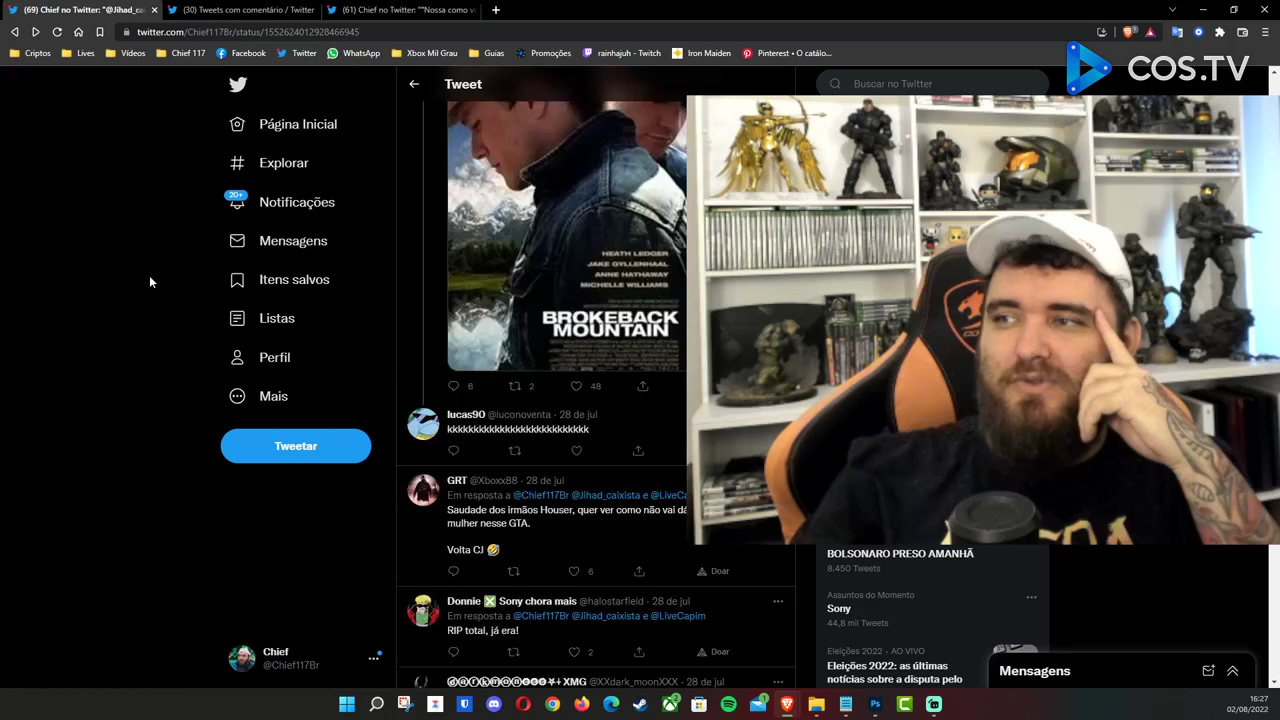 (69) Chief no Twitter: "@Jihad_cai
(30) Tweets com comentário / Twitter
(61) Chief no Twitter: ""Nossa como vo
twitter.com/Chief117Br/status/1552624012928466945
Criptos
Lives
Vídeos
Chief 117
Facebook
Twitter
WhatsApp
Xbox Mil Grau
Guias
Promoções
rainhajuh - Twitch
Iron Maiden
Pinterest • O catálo...
COS.TV
Tweet
Buscar no Twitter
Página Inicial
Explorar
20+
Notificações
Mensagens
Itens salvos
Listas
Perfil
Mais
Tweetar
Chief
@Chief117Br
HEATH LEDGER
JAKE GYLLENHAAL
ANNE HATHAWAY
MICHELLE WILLIAMS
BROKEBACK
MOUNTAIN
6
2
48
lucas90 @luconoventa · 28 de jul
kkkkkkkkkkkkkkkkkkkkkkkkkkk
GRT @Xboxx88 · 28 de jul
Em resposta a @Chief117Br @Jihad_caixista e @LiveCa
Saudade dos irmãos Houser, quer ver como não vai dá
mulher nesse GTA.
Volta CJ 🤣
6
Doar
Donnie ❎ Sony chora mais @halostarfieid · 28 de jul
Em resposta a @Chief117Br @Jihad_caixista e @LiveCapim
RIP total, já era!
2
Doar
XMG @XXdark_moonXXX · 28 de jul
BOLSONARO PRESO AMANHÃ
8.450 Tweets
Assuntos do Momento
Sony
44,8 mil Tweets
Eleições 2022 · AO VIVO
Eleições 2022: as últimas
notícias sobre a disputa pelo
Mensagens
16:27
02/08/2022